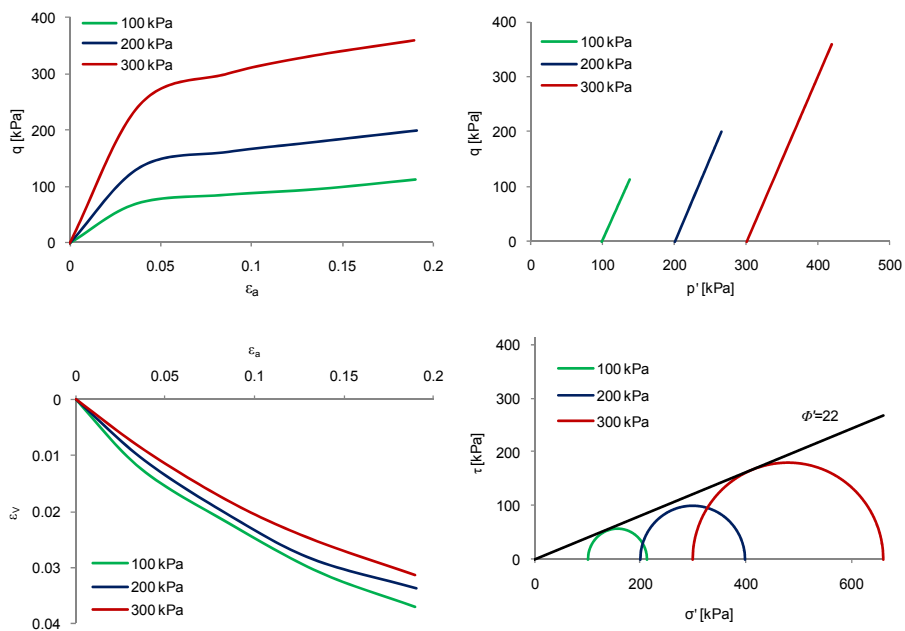 400
300
200
100
0
q [kPa]
100 kPa
200 kPa
300 kPa
0
0.05
0.1
0.15
0.2
εa
400
300
200
100
0
q [kPa]
100 kPa
200 kPa
300 kPa
0
100
200
300
400
500
p' [kPa]
εa
0
0.05
0.1
0.15
0.2
0
0.01
0.02
0.03
0.04
εv
100 kPa
200 kPa
300 kPa
400
300
200
100
0
τ [kPa]
100 kPa
200 kPa
300 kPa
Φ'=22
0
200
400
600
σ' [kPa]